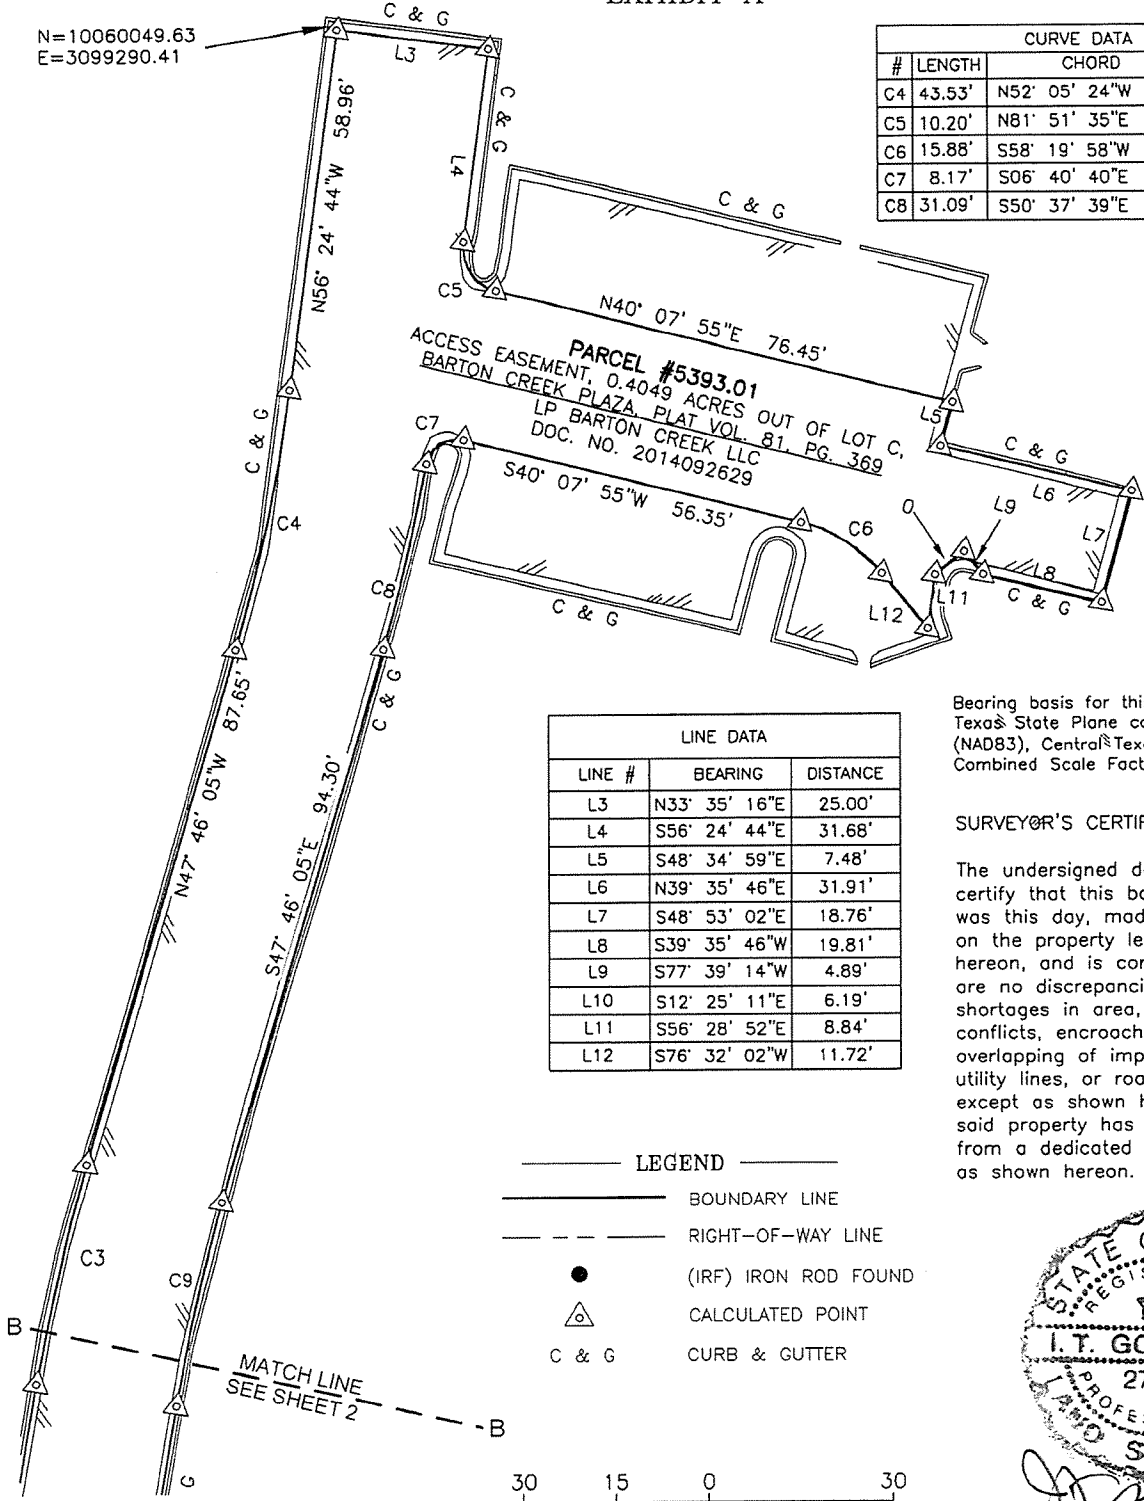 EXHIBIT "A"
N=10060049.63
E=3099290.41
C & G
L3
C & G
L4
N56° 24' 44"W 58.96'
C & G
C5
N40° 07' 55"E 76.45'
PARCEL #5393.01
ACCESS EASEMENT, 0.4049 ACRES OUT OF LOT C,
BARTON CREEK PLAZA, PLAT VOL. 81, PG. 369
LP BARTON CREEK LLC
DOC. NO. 2014092629
L5
C & G
L6
L7
C7
S40° 07' 55"W 56.35'
C6
L9
L8
C & G
L11
L12
C & G
C & G
C4
C8
C & G
N47° 46' 05"W 87.65'
S47° 46' 05"E 94.30'
C3
C9
B
MATCH LINE
SEE SHEET 2
B
G
CURVE DATA
# LENGTH CHORD
C4 43.53' N52° 05' 24"W
C5 10.20' N81° 51' 35"E
C6 15.88' S58° 19' 58"W
C7 8.17' S06° 40' 40"E
C8 31.09' S50° 37' 39"E
LINE DATA
LINE # BEARING DISTANCE
L3 N33° 35' 16"E 25.00'
L4 S56° 24' 44"E 31.68'
L5 S48° 34' 59"E 7.48'
L6 N39° 35' 46"E 31.91'
L7 S48° 53' 02"E 18.76'
L8 S39° 35' 46"W 19.81'
L9 S77° 39' 14"W 4.89'
L10 S12° 25' 11"E 6.19'
L11 S56° 28' 52"E 8.84'
L12 S76° 32' 02"W 11.72'
Bearing basis for thi
Texas State Plane co
(NAD83), Central Texa
Combined Scale Fact
SURVEYOR'S CERTIF
The undersigned d
certify that this bo
was this day, mad
on the property le
hereon, and is cor
are no discrepanci
shortages in area,
conflicts, encroach
overlapping of imp
utility lines, or roa
except as shown h
said property has
from a dedicated
as shown hereon.
LEGEND
BOUNDARY LINE
RIGHT-OF-WAY LINE
(IRF) IRON ROD FOUND
CALCULATED POINT
C & G CURB & GUTTER
STATE O
REGIS
I. T. GO
27
PROFES
LAND S
30 15 0 30